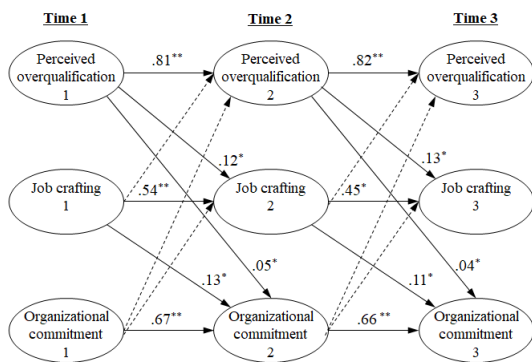 Time 1
Time 2
Time 3
Perceived
overqualification
1
.81**
Perceived
overqualification
2
.82**
Perceived
overqualification
3
.12*
.13*
Job crafting
1
.54**
Job crafting
2
.45*
Job crafting
3
.13*
.05*
.11*
.04*
Organizational
commitment
1
.67**
Organizational
commitment
2
.66**
Organizational
commitment
3